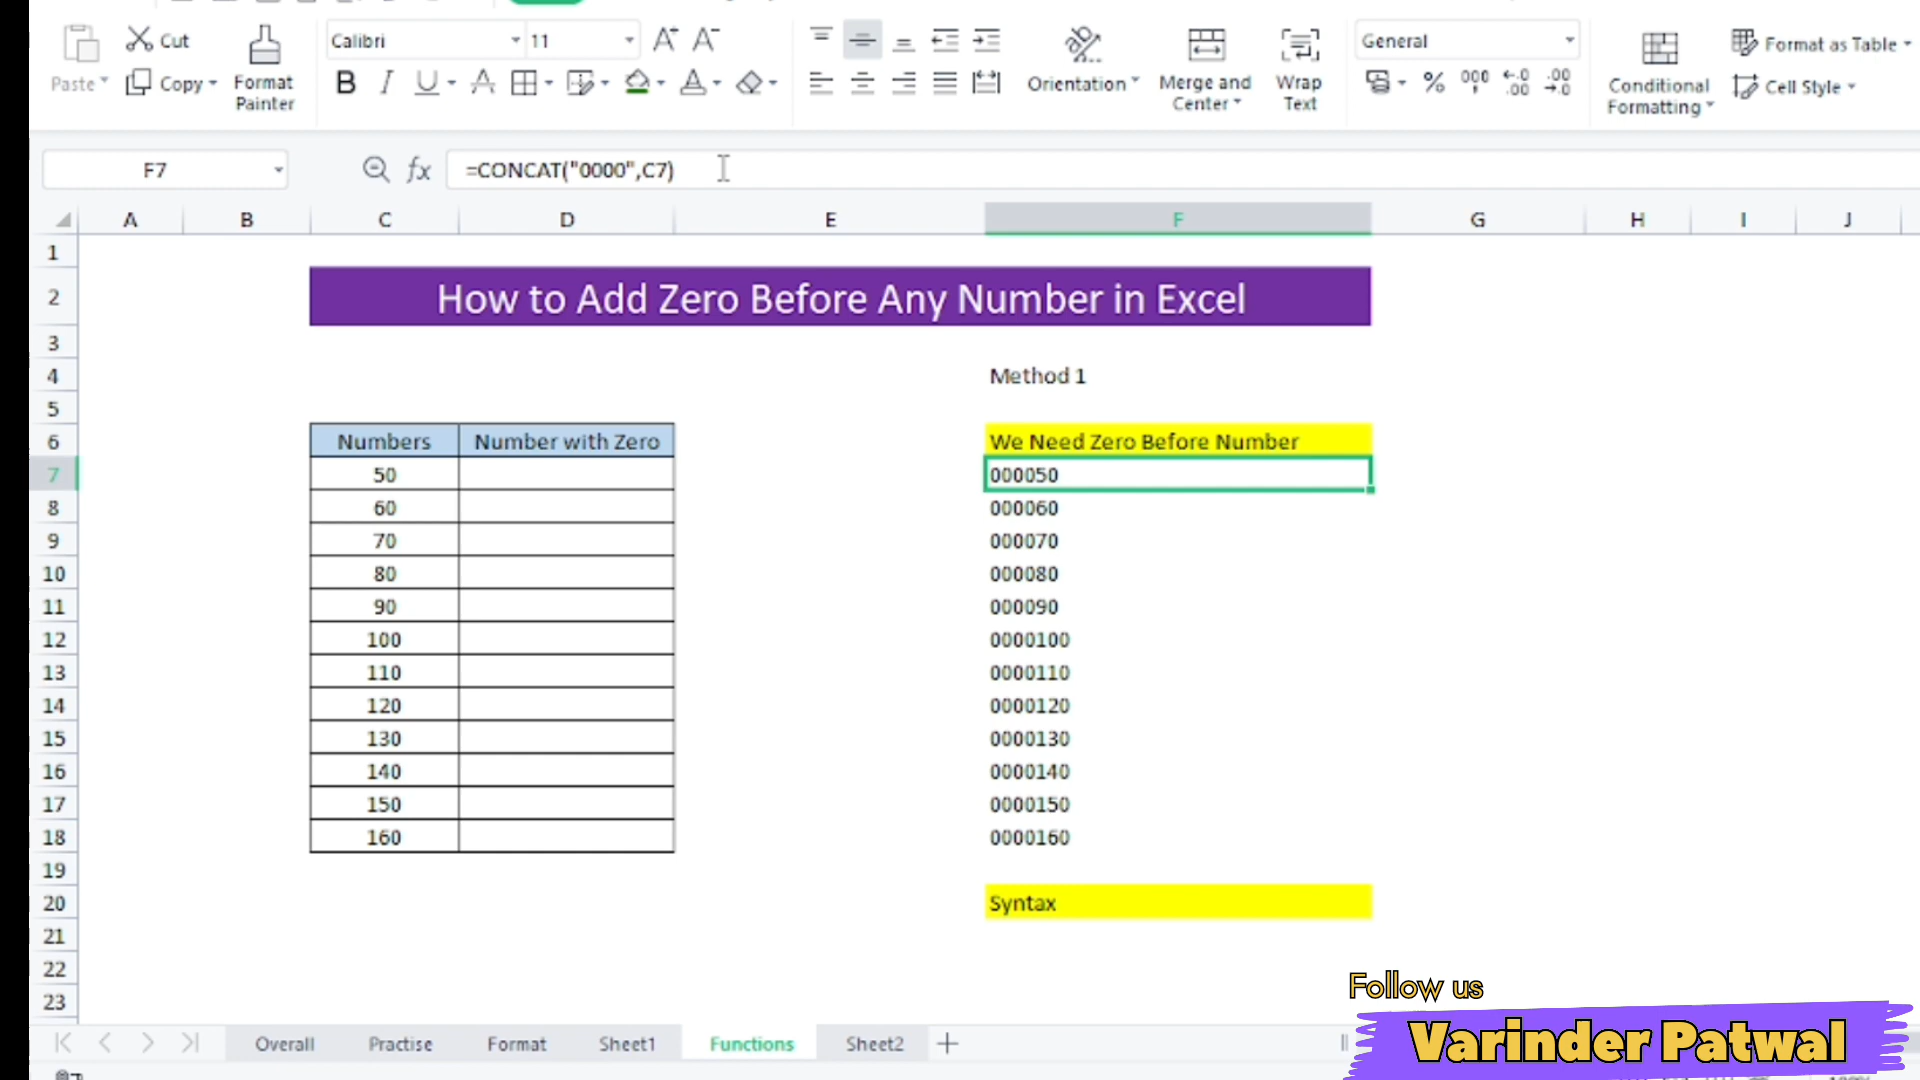 Cut
Calibri 11
General
Format as Table
Paste Copy Format Painter
B I U A
Orientation Merge and Center Wrap Text
% 000 .00 .00
Conditional Formatting Cell Style
F7 fx =CONCAT("0000",C7)
A B C D E F G H I J
1
2 How to Add Zero Before Any Number in Excel
3
4 Method 1
5
6 Numbers Number with Zero We Need Zero Before Number
7 50 000050
8 60 000060
9 70 000070
10 80 000080
11 90 000090
12 100 0000100
13 110 0000110
14 120 0000120
15 130 0000130
16 140 0000140
17 150 0000150
18 160 0000160
19
20 Syntax
21
22
23
Follow us
Varinder Patwal
Overall Practise Format Sheet1 Functions Sheet2